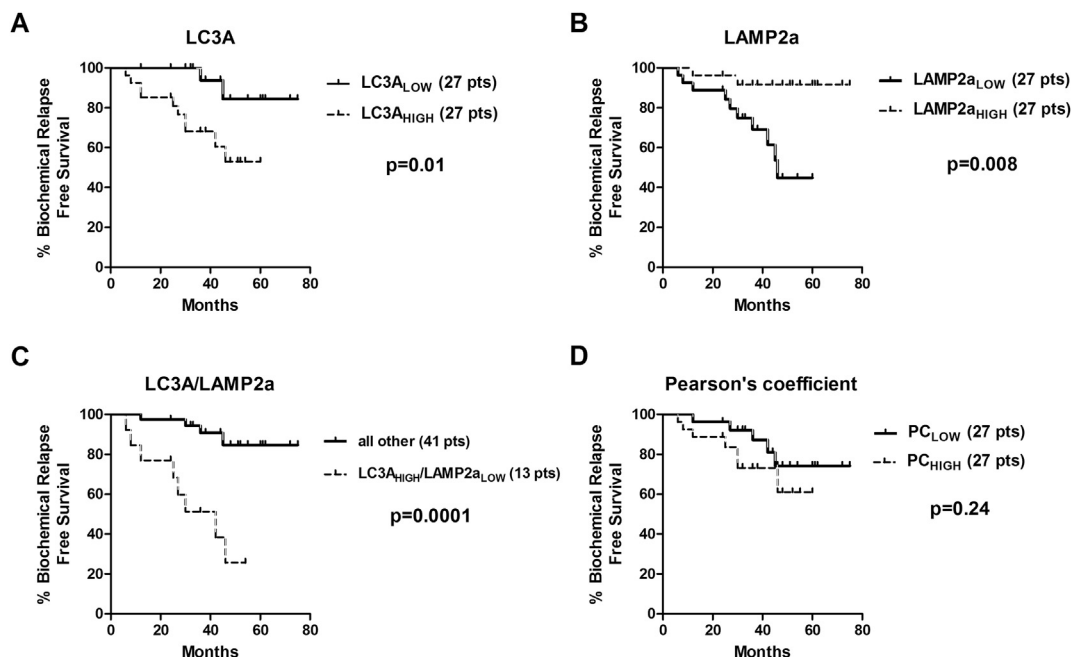 A
LC3A
% Biochemical Relapse
Free Survival
100
80
60
40
20
0
0 20 40 60 80
Months
LC3ALOW (27 pts)
LC3AHIGH (27 pts)
p=0.01
B
LAMP2a
% Biochemical Relapse
Free Survival
100
80
60
40
20
0
0 20 40 60 80
Months
LAMP2aLOW (27 pts)
LAMP2aHIGH (27 pts)
p=0.008
C
LC3A/LAMP2a
% Biochemical Relapse
Free Survival
100
80
60
40
20
0
0 20 40 60 80
Months
all other (41 pts)
LC3AHIGH/LAMP2aLOW (13 pts)
p=0.0001
D
Pearson's coefficient
% Biochemical Relapse
Free Survival
100
80
60
40
20
0
0 20 40 60 80
Months
PCLOW (27 pts)
PCHIGH (27 pts)
p=0.24